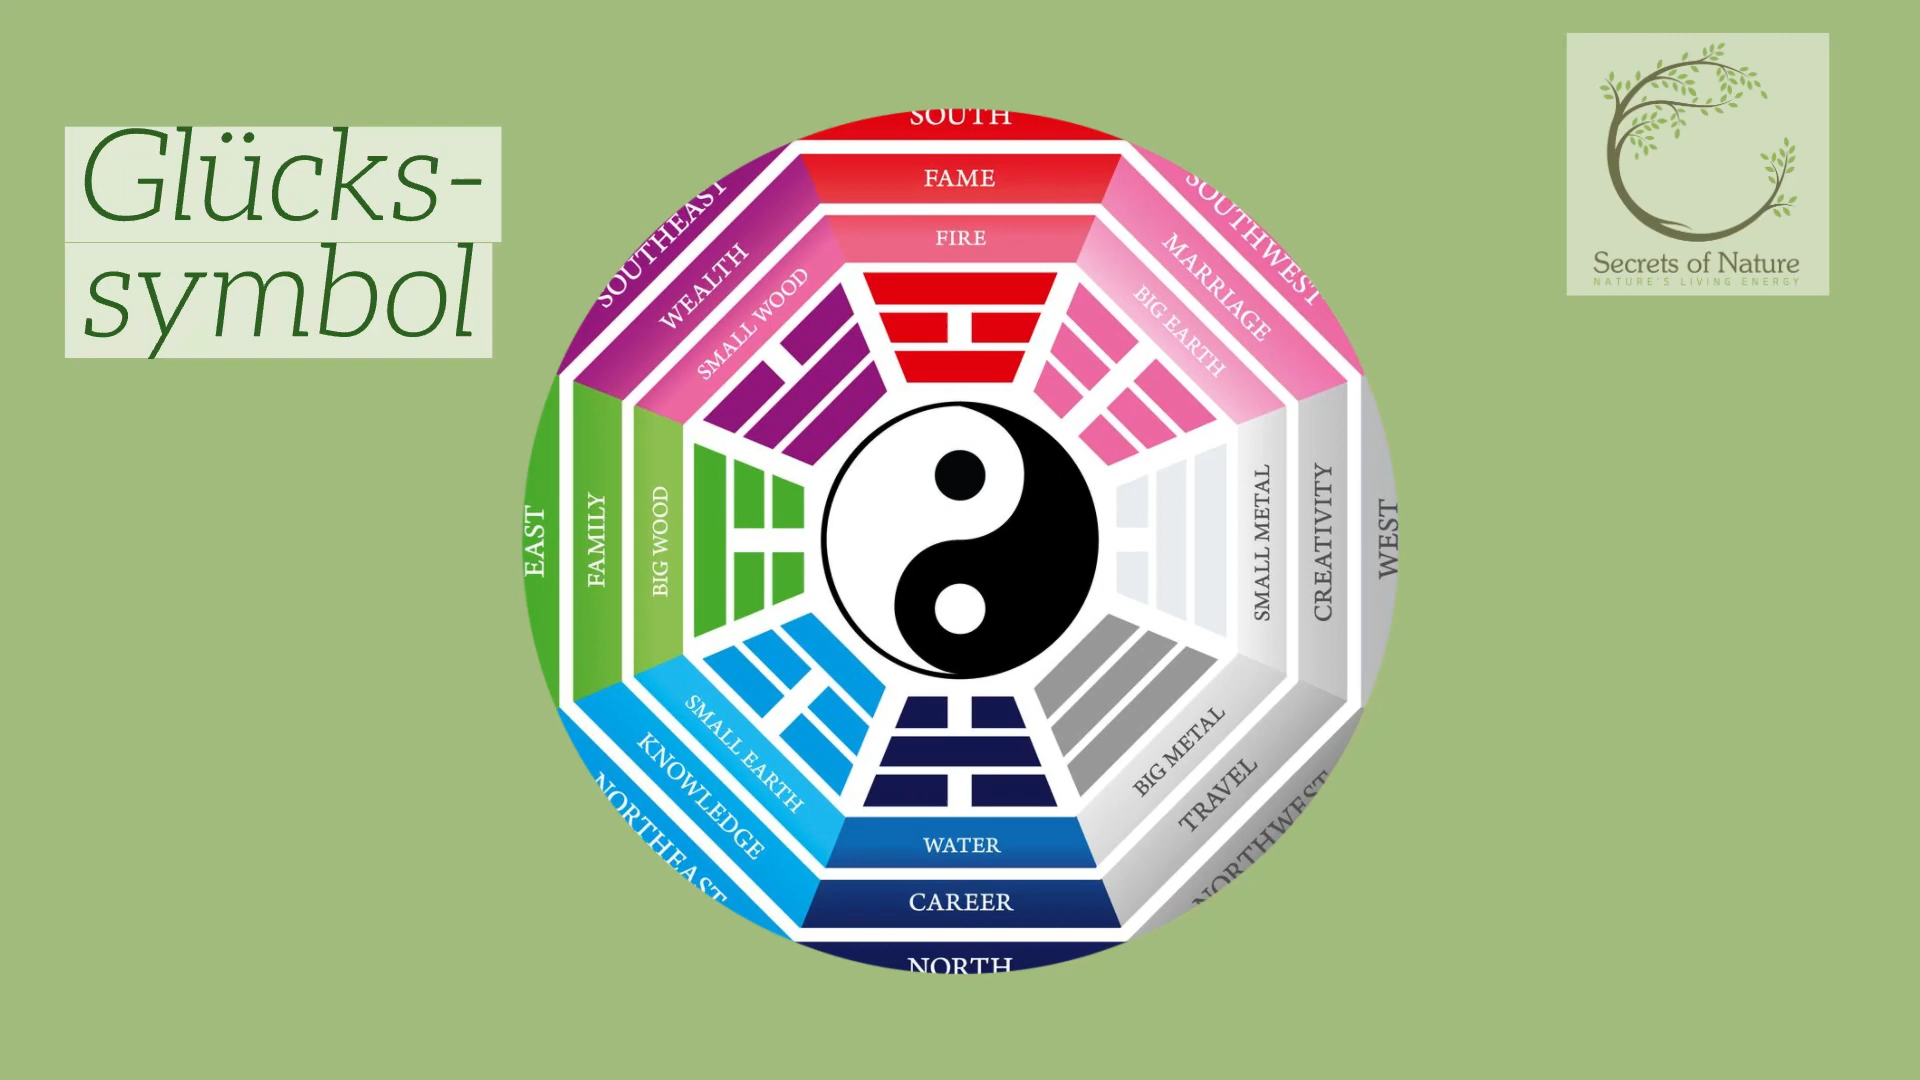 Glücks-
symbol
Secrets of Nature
NATURE'S LIVING ENERGY
SOUTH
FAME
FIRE
SOUTHWEST
MARRIAGE
BIG EARTH
WEST
CREATIVITY
SMALL METAL
NORTHWEST
TRAVEL
BIG METAL
NORTH
CAREER
WATER
NORTHEAST
KNOWLEDGE
SMALL EARTH
EAST
FAMILY
BIG WOOD
SOUTHEAST
WEALTH
SMALL WOOD